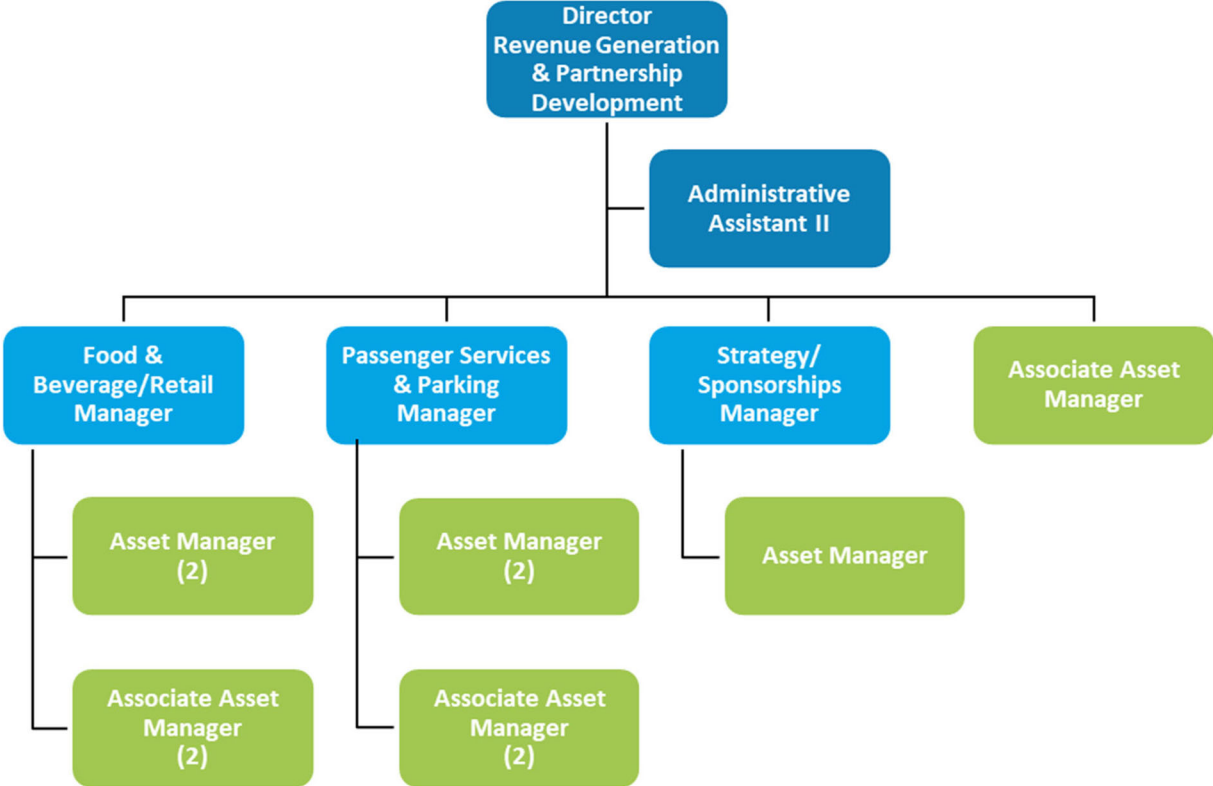 Director
Revenue Generation
& Partnership
Development
Administrative
Assistant II
Food &
Beverage/Retail
Manager
Passenger Services
& Parking
Manager
Strategy/
Sponsorships
Manager
Associate Asset
Manager
Asset Manager
(2)
Asset Manager
(2)
Asset Manager
Associate Asset
Manager
(2)
Associate Asset
Manager
(2)